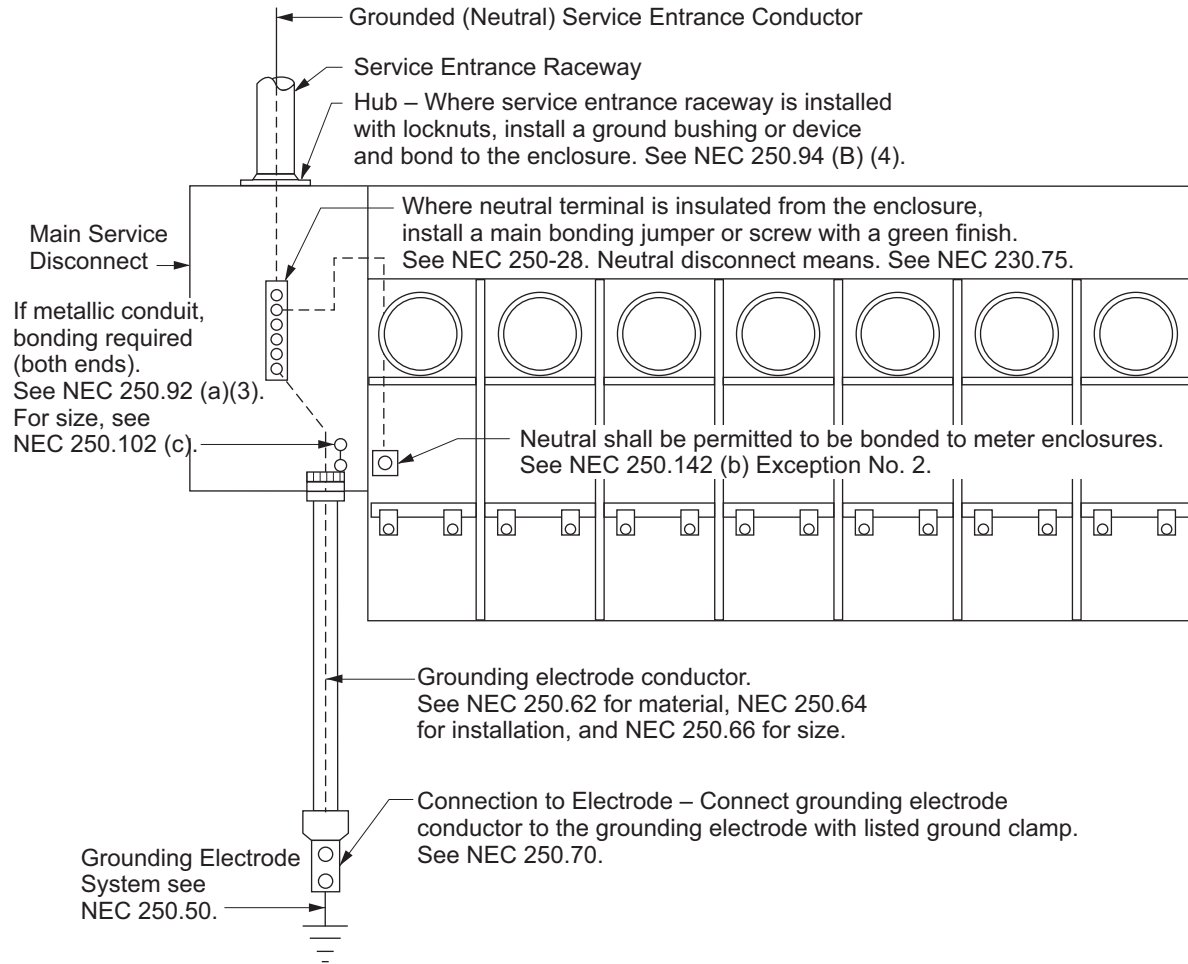 Grounded (Neutral) Service Entrance Conductor
Service Entrance Raceway
Hub – Where service entrance raceway is installed
with locknuts, install a ground bushing or device
and bond to the enclosure. See NEC 250.94 (B) (4).
Where neutral terminal is insulated from the enclosure,
install a main bonding jumper or screw with a green finish.
See NEC 250-28. Neutral disconnect means. See NEC 230.75.
Main Service
Disconnect
If metallic conduit,
bonding required
(both ends).
See NEC 250.92 (a)(3).
For size, see
NEC 250.102 (c).
Neutral shall be permitted to be bonded to meter enclosures.
See NEC 250.142 (b) Exception No. 2.
Grounding electrode conductor.
See NEC 250.62 for material, NEC 250.64
for installation, and NEC 250.66 for size.
Connection to Electrode – Connect grounding electrode
conductor to the grounding electrode with listed ground clamp.
See NEC 250.70.
Grounding Electrode
System see
NEC 250.50.